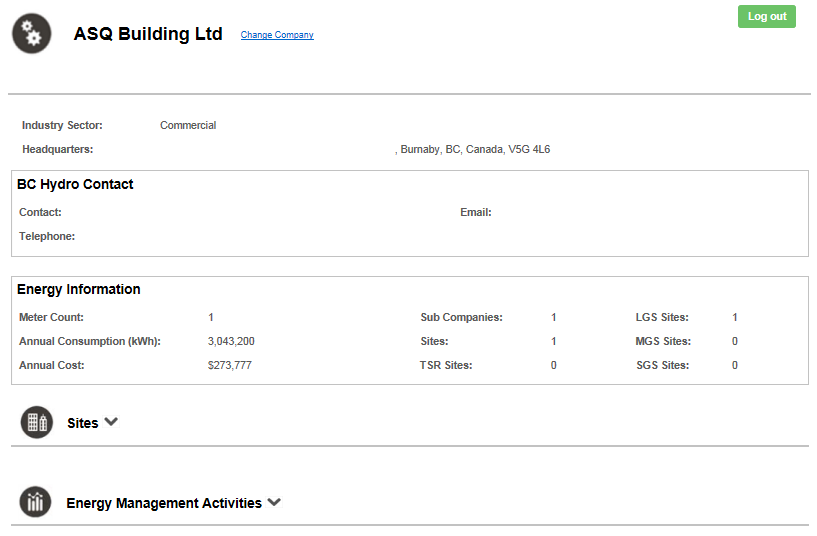 Log out
ASQ Building Ltd Change Company
Industry Sector: Commercial
Headquarters: , Burnaby, BC, Canada, V5G 4L6
BC Hydro Contact
Contact: Email:
Telephone:
Energy Information
Meter Count: 1 Sub Companies: 1 LGS Sites: 1
Annual Consumption (kWh): 3,043,200 Sites: 1 MGS Sites: 0
Annual Cost: $273,777 TSR Sites: 0 SGS Sites: 0
Sites
Energy Management Activities